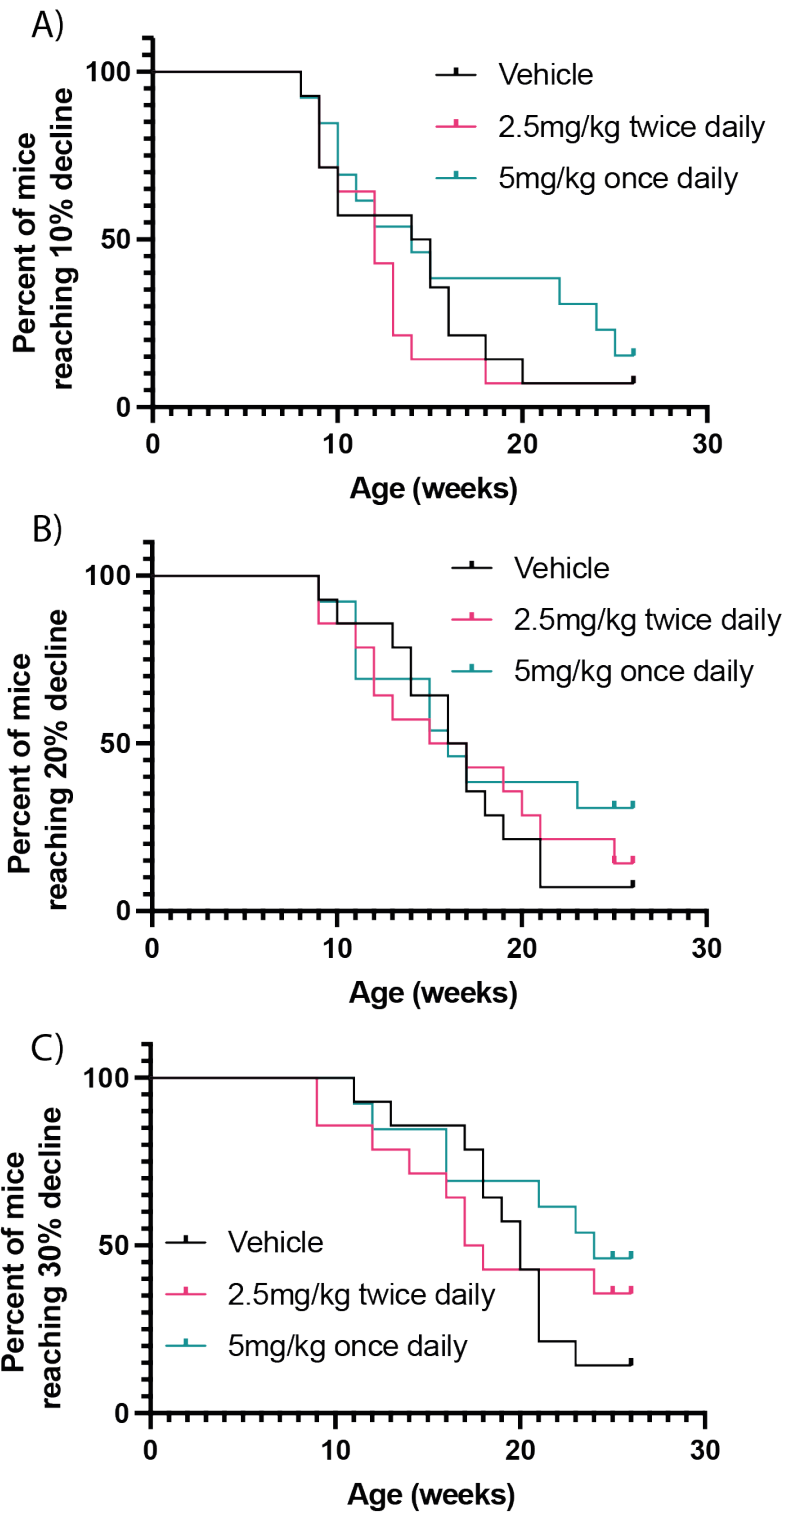 A)
Percent of mice
reaching 10% decline
100
50
0
Vehicle
2.5mg/kg twice daily
5mg/kg once daily
0 10 20 30
Age (weeks)
B)
Percent of mice
reaching 20% decline
100
50
0
Vehicle
2.5mg/kg twice daily
5mg/kg once daily
0 10 20 30
Age (weeks)
C)
Percent of mice
reaching 30% decline
100
50
0
Vehicle
2.5mg/kg twice daily
5mg/kg once daily
0 10 20 30
Age (weeks)